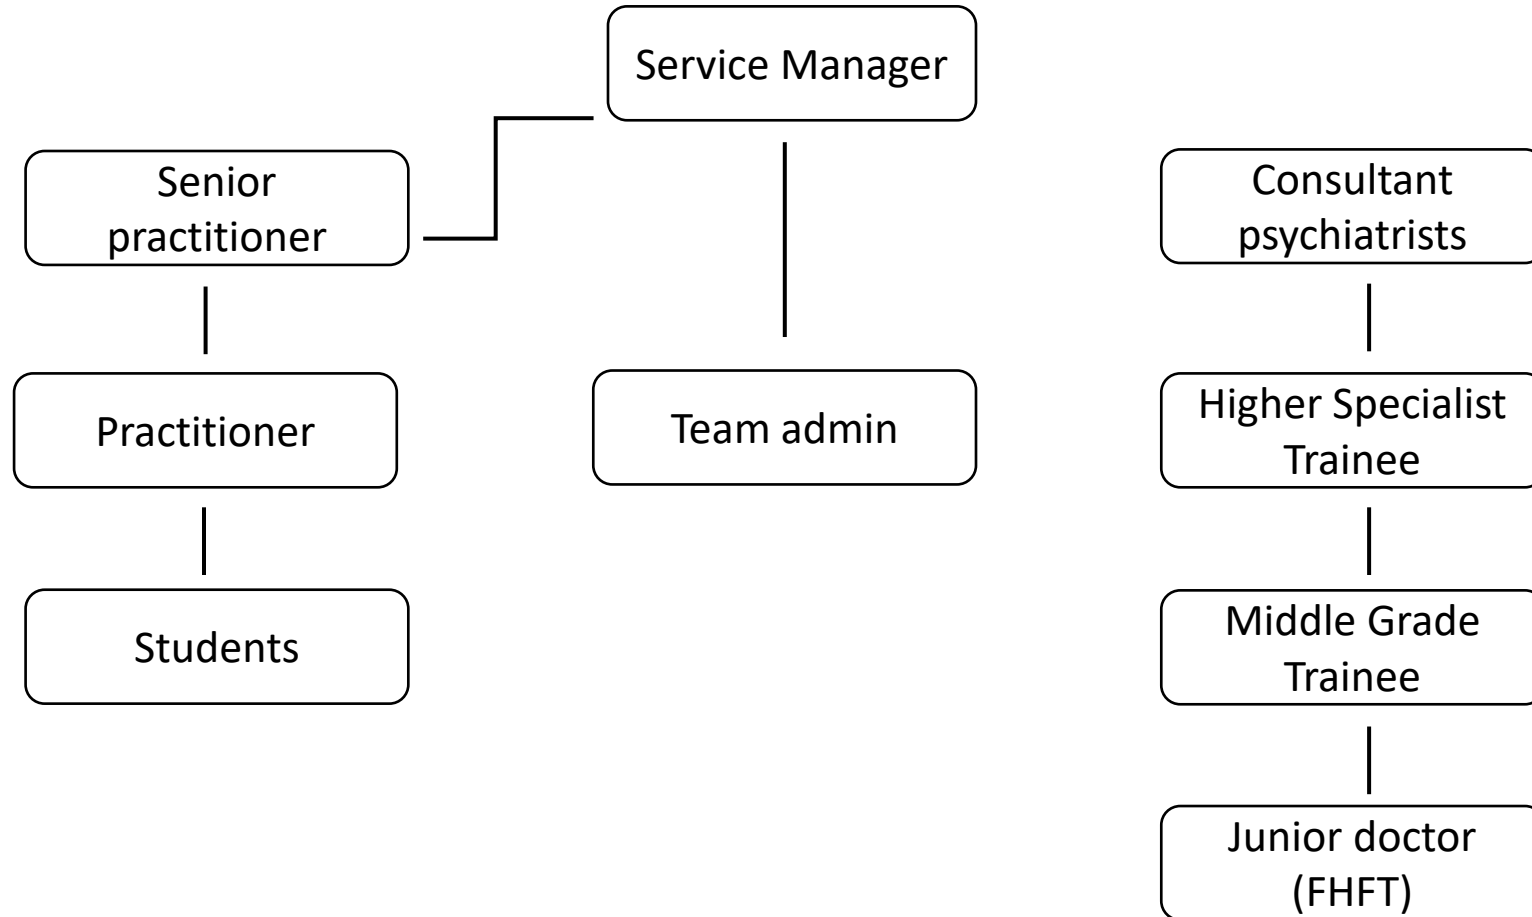 Service Manager
Senior
practitioner
Consultant
psychiatrists
Practitioner
Team admin
Higher Specialist
Trainee
Students
Middle Grade
Trainee
Junior doctor
(FHFT)